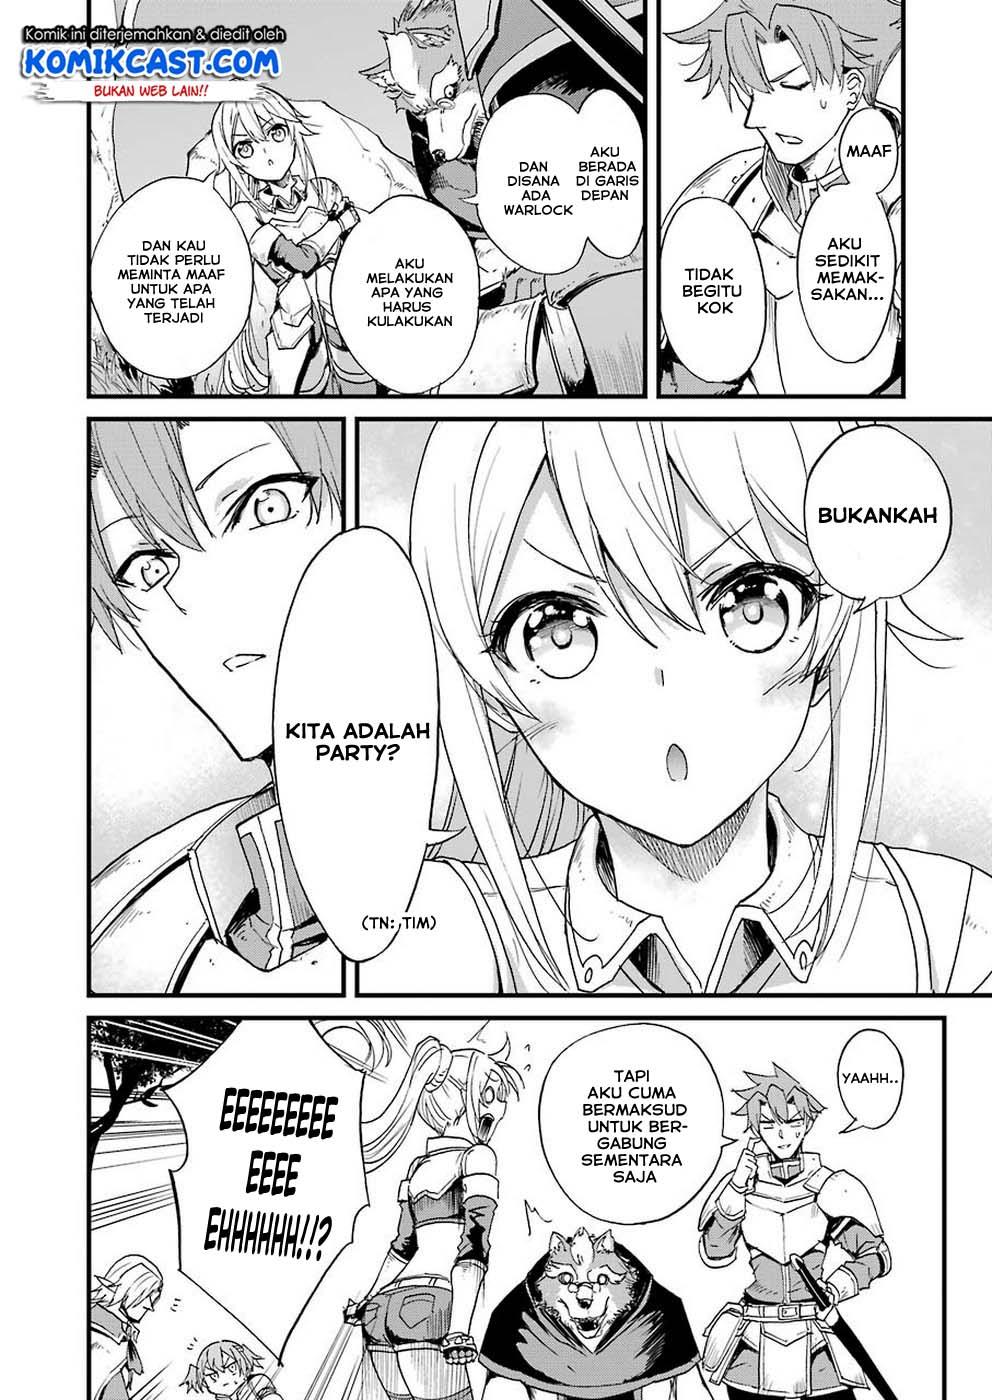 Komik ini diterjemahkan & diedit oleh
KOMIKCAST.COM
BUKAN WEB LAIN!!
MAAF
AKU
SEDIKIT
MEMAK-
SAKAN...
TIDAK
BEGITU
KOK
AKU
BERADA
DI GARIS
DEPAN
DAN
DISANA
ADA
WARLOCK
AKU
MELAKUKAN
APA YANG
HARUS
KULAKUKAN
DAN KAU
TIDAK PERLU
MEMINTA MAAF
UNTUK APA
YANG TELAH
TERJADI
BUKANKAH
KITA ADALAH
PARTY?
(TN: TIM)
YAAHH..
TAPI
AKU CUMA
BERMAKSUD
UNTUK BER-
GABUNG
SEMENTARA
SAJA
EEEEEEEEE
EEEE
EHHHHHH!!?